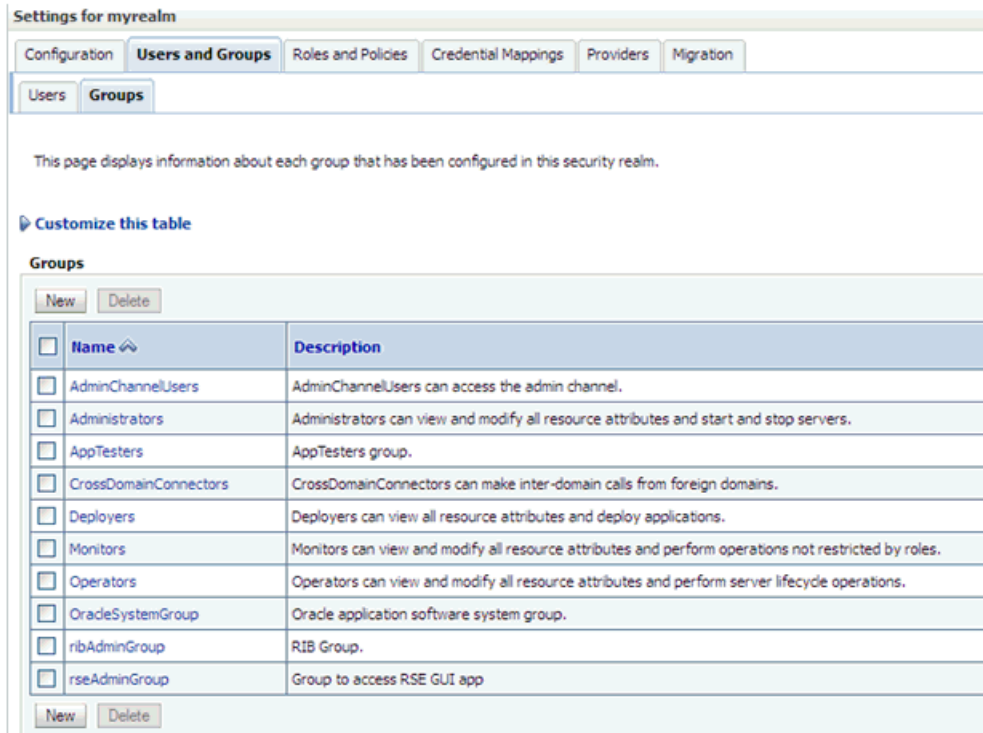 Settings for myrealm
Configuration Users and Groups Roles and Policies Credential Mappings Providers Migration
Users Groups
This page displays information about each group that has been configured in this security realm.
Customize this table
Groups
New Delete
Name Description
AdminChannelUsers AdminChannelUsers can access the admin channel.
Administrators Administrators can view and modify all resource attributes and start and stop servers.
AppTesters AppTesters group.
CrossDomainConnectors CrossDomainConnectors can make inter-domain calls from foreign domains.
Deployers Deployers can view all resource attributes and deploy applications.
Monitors Monitors can view and modify all resource attributes and perform operations not restricted by roles.
Operators Operators can view and modify all resource attributes and perform server lifecycle operations.
OracleSystemGroup Oracle application software system group.
ribAdminGroup RIB Group.
rseAdminGroup Group to access RSE GUI app
New Delete